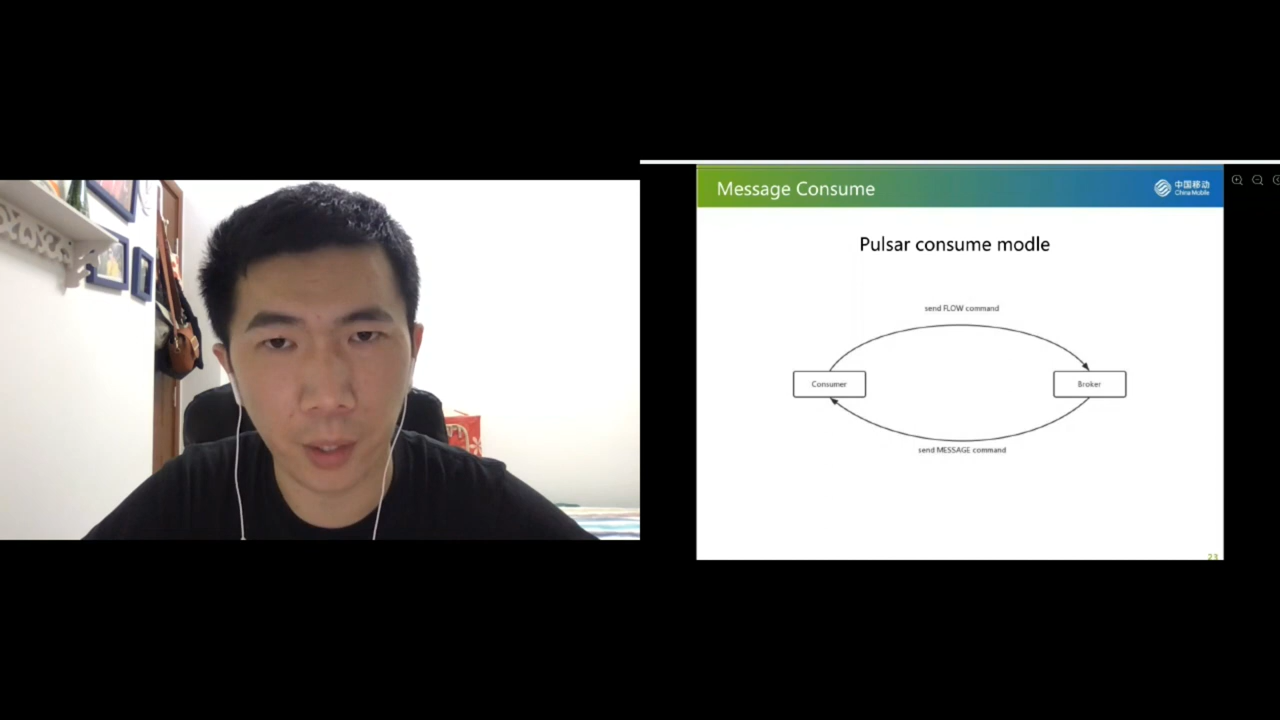 Message Consume
中国移动
China Mobile
Pulsar consume modle
send FLOW command
Consumer
Broker
send MESSAGE command
23